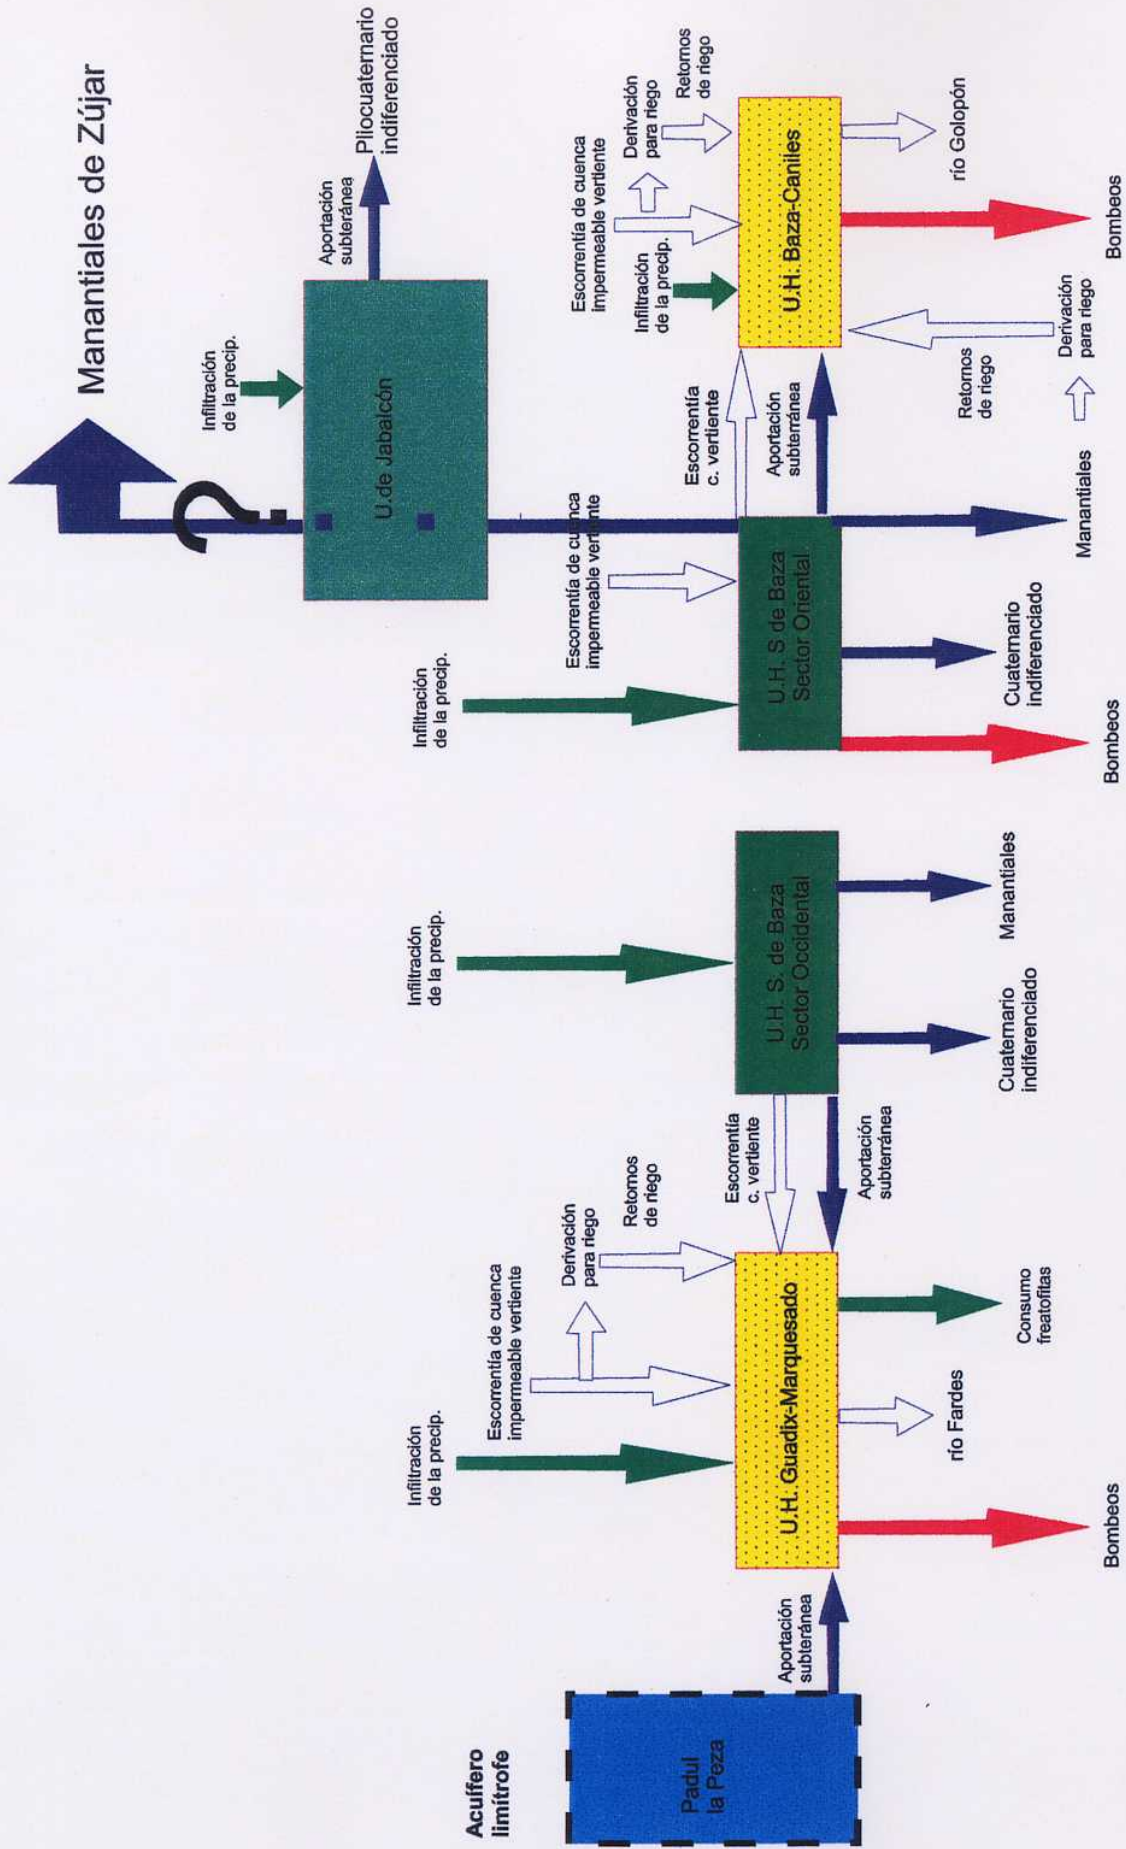 Manantiales de Zújar
Infiltración
de la precip.
Aportación
subterránea
Pliocuaternario
indiferenciado
U.de Jabalcón
?
Acuífero
limítrofe
Padul
la Peza
Aportación
subteránea
Infiltración
de la precip.
Escorrentía de cuenca
impermeable vertiente
Derivación
para riego
Retornos
de riego
U.H. Guadix-Marquesado
Bombeos
río Fardes
Consumo
freatofitas
Escorrentía
c. vertiente
Aportación
subterránea
Infiltración
de la precip.
U.H. S. de Baza
Sector Occidental
Cuaternario
indiferenciado
Manantiales
Infiltración
de la precip.
Escorrentía de cuenca
impermeable vertiente
U.H. S de Baza
Sector Oriental
Bombeos
Cuaternario
indiferenciado
Manantiales
Escorrentía
c. vertiente
Aportación
subterránea
Infiltración
de la precip.
Escorrentía de cuenca
impermeable vertiente
Derivación
para riego
Retornos
de riego
U.H. Baza-Caniles
Retornos
de riego
Derivación
para riego
Bombeos
río Golopón